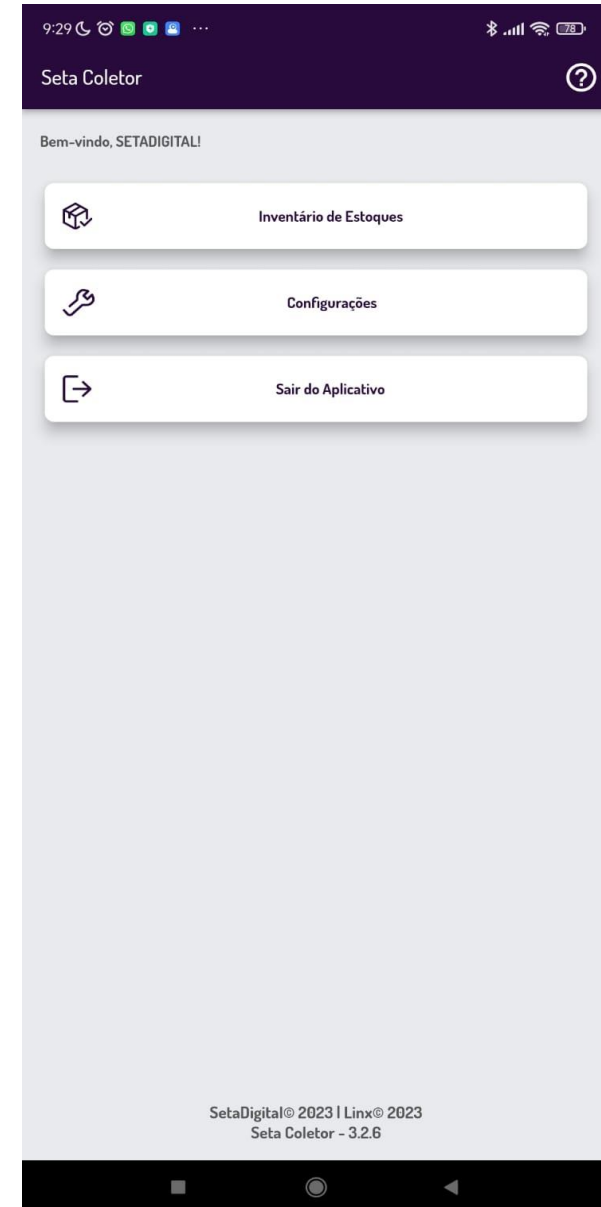 9:29
78
Seta Coletor
Bem-vindo, SETADIGITAL!
Inventário de Estoques
Configurações
Sair do Aplicativo
SetaDigital© 2023 | Linx© 2023
Seta Coletor - 3.2.6